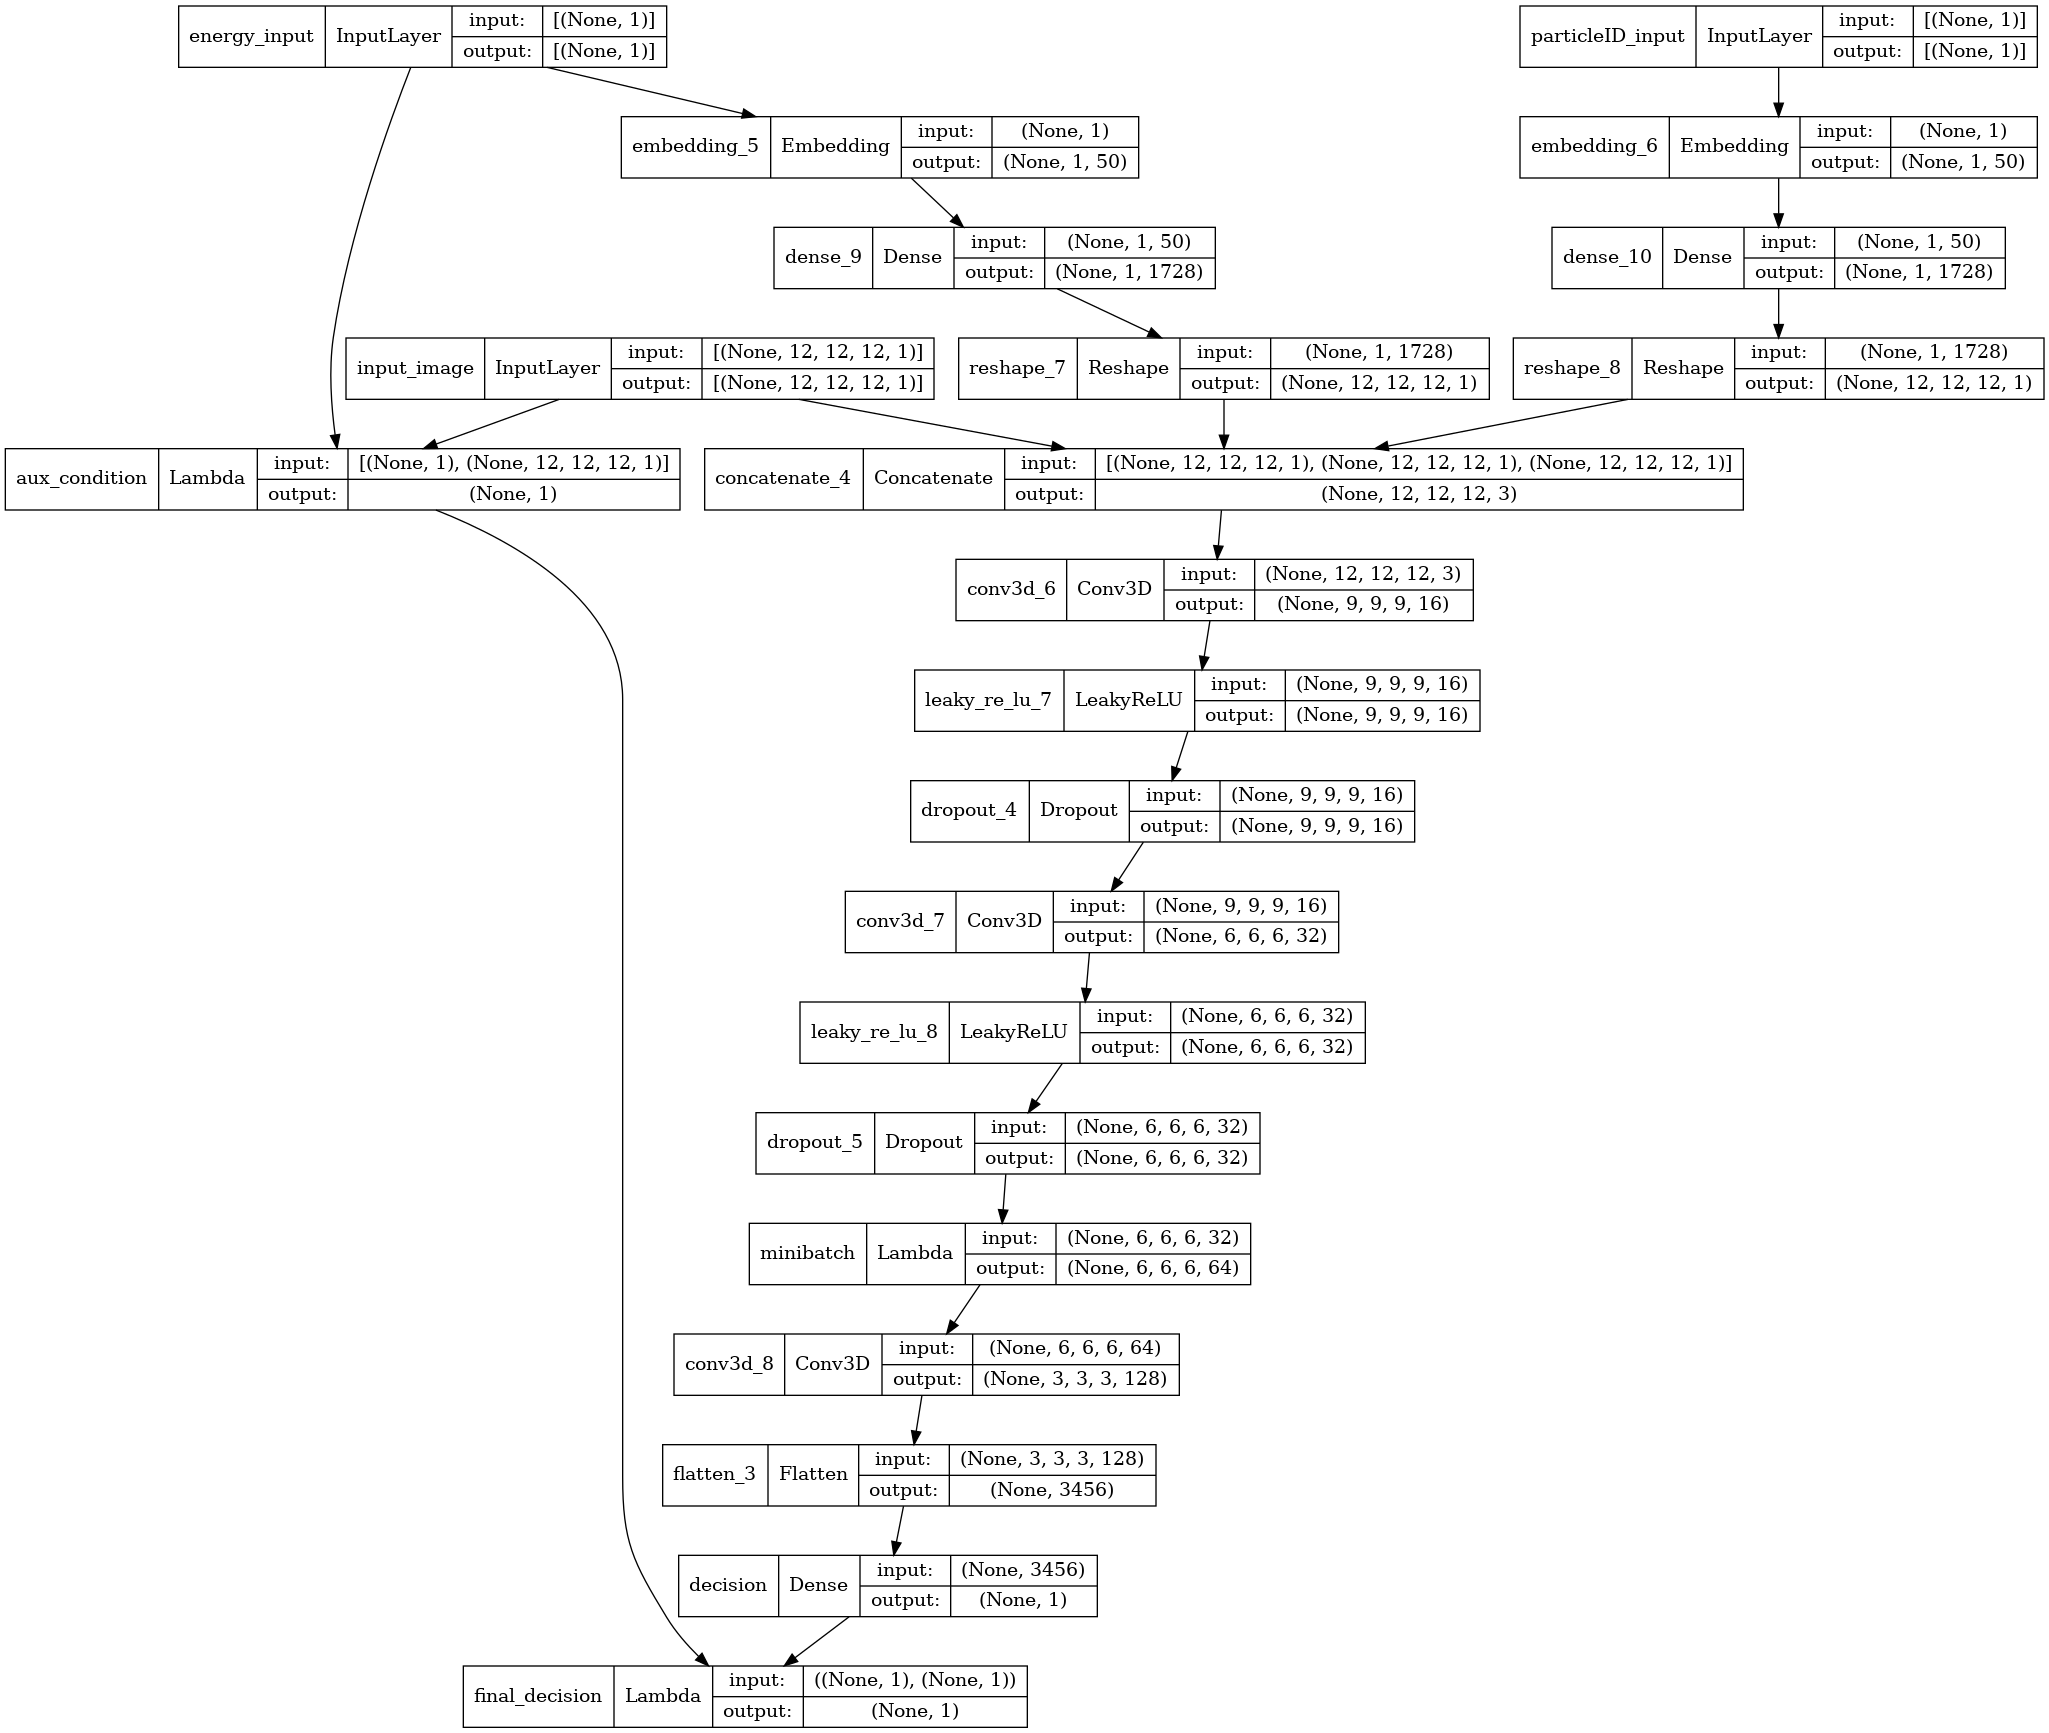 energy_input InputLayer input: [(None, 1)]
output: [(None, 1)]
particleID_input InputLayer input: [(None, 1)]
output: [(None, 1)]
embedding_5 Embedding input: (None, 1)
output: (None, 1, 50)
embedding_6 Embedding input: (None, 1)
output: (None, 1, 50)
dense_9 Dense input: (None, 1, 50)
output: (None, 1, 1728)
dense_10 Dense input: (None, 1, 50)
output: (None, 1, 1728)
input_image InputLayer input: [(None, 12, 12, 12, 1)]
output: [(None, 12, 12, 12, 1)]
reshape_7 Reshape input: (None, 1, 1728)
output: (None, 12, 12, 12, 1)
reshape_8 Reshape input: (None, 1, 1728)
output: (None, 12, 12, 12, 1)
aux_condition Lambda input: [(None, 1), (None, 12, 12, 12, 1)]
output: (None, 1)
concatenate_4 Concatenate input: [(None, 12, 12, 12, 1), (None, 12, 12, 12, 1), (None, 12, 12, 12, 1)]
output: (None, 12, 12, 12, 3)
conv3d_6 Conv3D input: (None, 12, 12, 12, 3)
output: (None, 9, 9, 9, 16)
leaky_re_lu_7 LeakyReLU input: (None, 9, 9, 9, 16)
output: (None, 9, 9, 9, 16)
dropout_4 Dropout input: (None, 9, 9, 9, 16)
output: (None, 9, 9, 9, 16)
conv3d_7 Conv3D input: (None, 9, 9, 9, 16)
output: (None, 6, 6, 6, 32)
leaky_re_lu_8 LeakyReLU input: (None, 6, 6, 6, 32)
output: (None, 6, 6, 6, 32)
dropout_5 Dropout input: (None, 6, 6, 6, 32)
output: (None, 6, 6, 6, 32)
minibatch Lambda input: (None, 6, 6, 6, 32)
output: (None, 6, 6, 6, 64)
conv3d_8 Conv3D input: (None, 6, 6, 6, 64)
output: (None, 3, 3, 3, 128)
flatten_3 Flatten input: (None, 3, 3, 3, 128)
output: (None, 3456)
decision Dense input: (None, 3456)
output: (None, 1)
final_decision Lambda input: ((None, 1), (None, 1))
output: (None, 1)